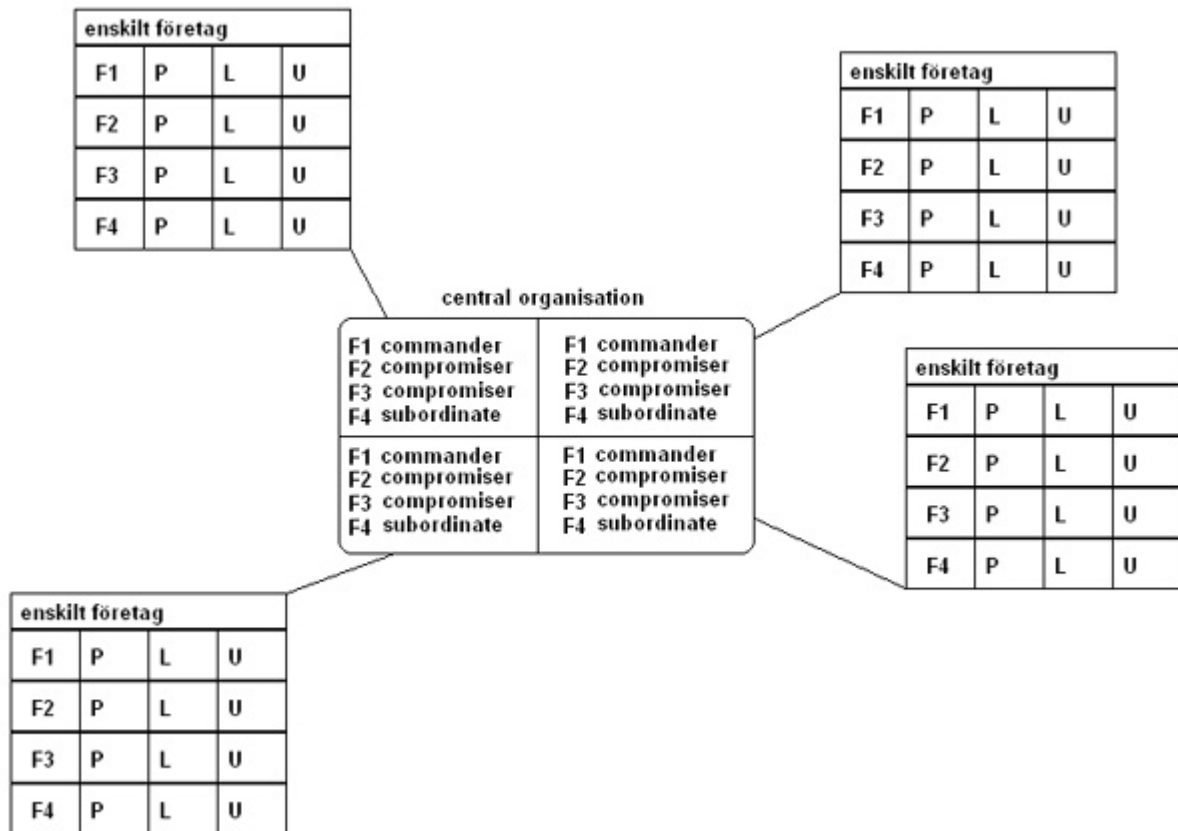 enskilt företag
F1 P L U
F2 P L U
F3 P L U
F4 P L U
enskilt företag
F1 P L U
F2 P L U
F3 P L U
F4 P L U
central organisation
F1 commander
F2 compromiser
F3 compromiser
F4 subordinate
F1 commander
F2 compromiser
F3 compromiser
F4 subordinate
F1 commander
F2 compromiser
F3 compromiser
F4 subordinate
F1 commander
F2 compromiser
F3 compromiser
F4 subordinate
enskilt företag
F1 P L U
F2 P L U
F3 P L U
F4 P L U
enskilt företag
F1 P L U
F2 P L U
F3 P L U
F4 P L U